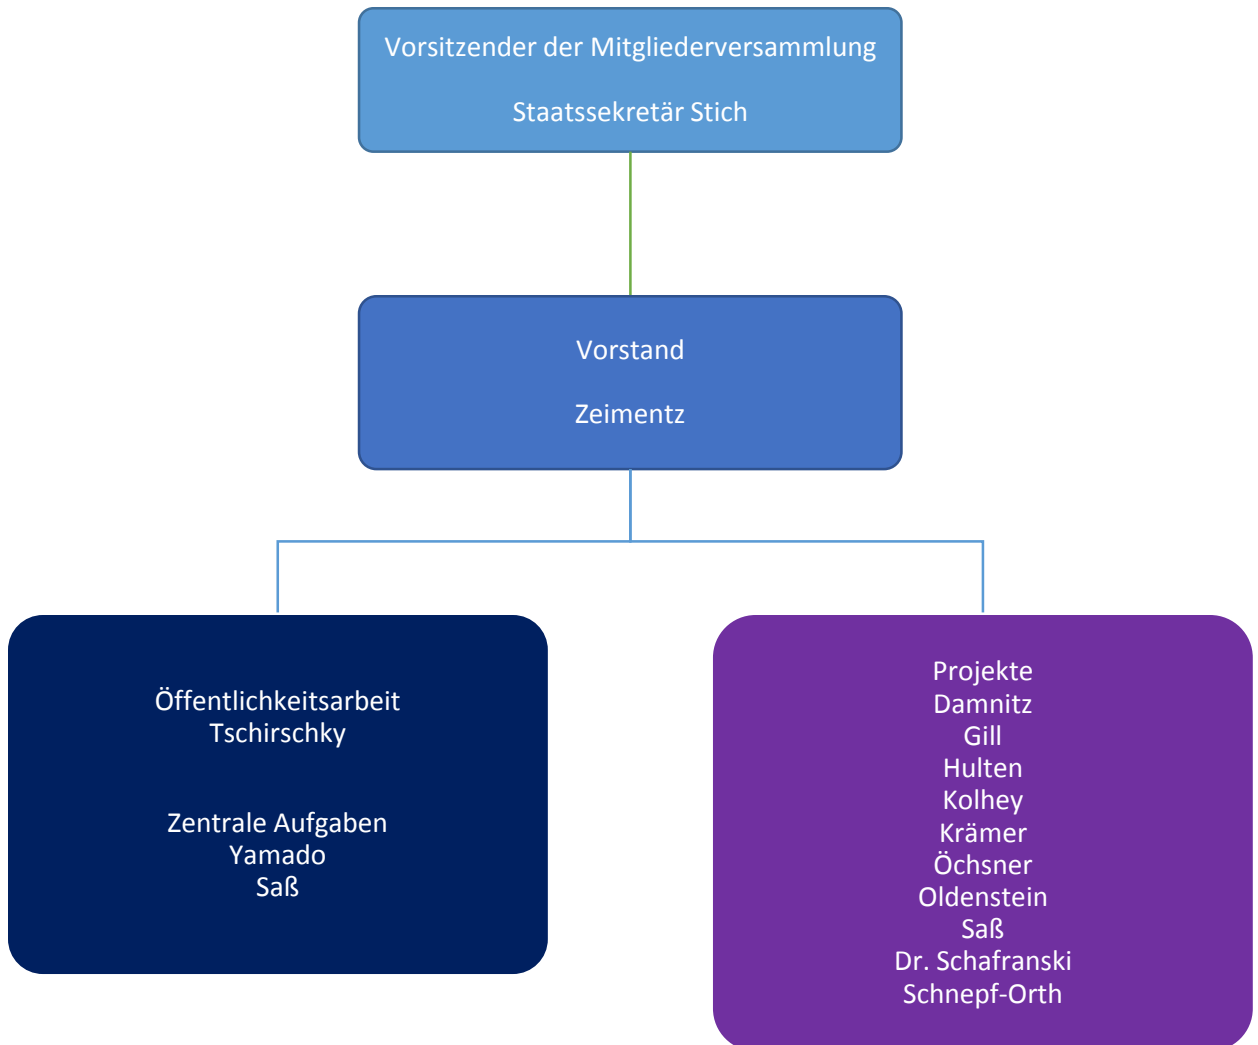 Vorsitzender der Mitgliederversammlung
Staatssekretär Stich
Vorstand
Zeimentz
Öffentlichkeitsarbeit
Tschirschky
Zentrale Aufgaben
Yamado
Saß
Projekte
Damnitz
Gill
Hulten
Kolhey
Krämer
Öchsner
Oldenstein
Saß
Dr. Schafranski
Schnepf-Orth